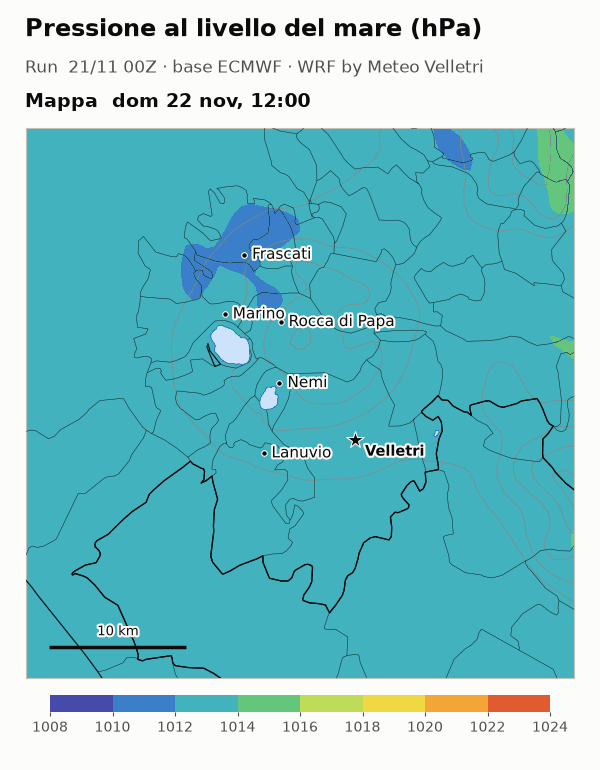 Pressione al livello del mare (hPa)
Run  21/11 00Z · base ECMWF · WRF by Meteo Velletri
Mappa  dom 22 nov, 12:00
Frascati
Marino
Rocca di Papa
Nemi
Velletri
Lanuvio
10 km
1008 1010 1012 1014 1016 1018 1020 1022 1024